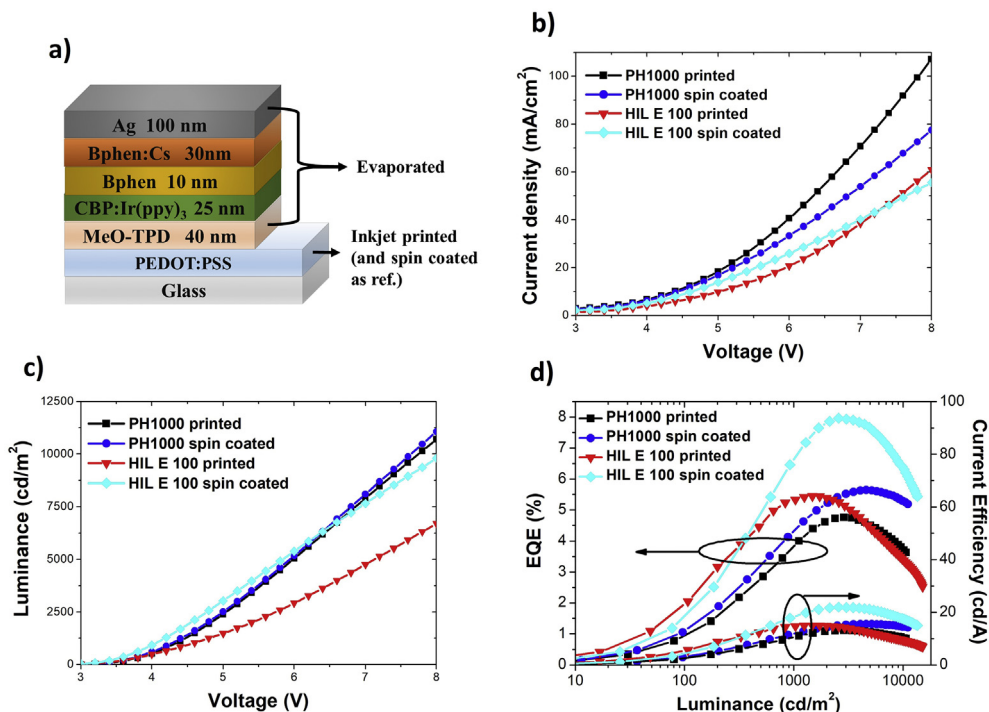 a)
Ag 100 nm
Bphen:Cs 30nm
Bphen 10 nm
CBP:Ir(ppy)₃ 25 nm
MeO-TPD 40 nm
PEDOT:PSS
Glass
Evaporated
Inkjet printed
(and spin coated
as ref.)
b)
PH1000 printed
PH1000 spin coated
HIL E 100 printed
HIL E 100 spin coated
Current density (mA/cm²)
100
80
60
40
20
0
3 4 5 6 7 8
Voltage (V)
c)
PH1000 printed
PH1000 spin coated
HIL E 100 printed
HIL E 100 spin coated
Luminance (cd/m²)
12500
10000
7500
5000
2500
0
3 4 5 6 7 8
Voltage (V)
d)
PH1000 printed
PH1000 spin coated
HIL E 100 printed
HIL E 100 spin coated
EQE (%)
8
7
6
5
4
3
2
1
0
Current Efficiency (cd/A)
100
80
60
40
20
0
10 100 1000 10000
Luminance (cd/m²)